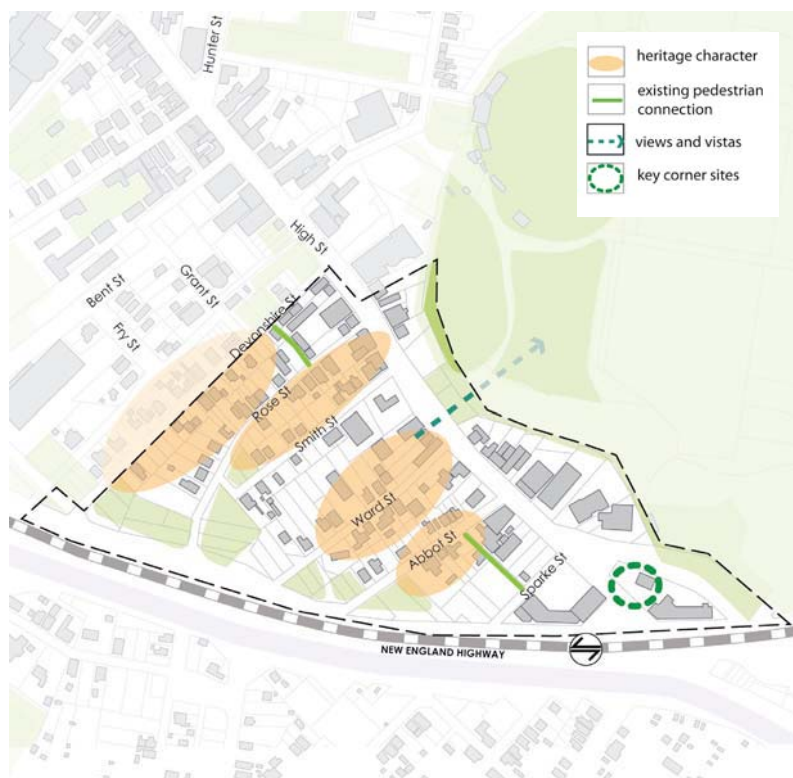 Hunter St
heritage character
existing pedestrian
connection
views and vistas
key corner sites
High St
Bent St
Grant St
Fry St
Devonshire St
Rose St
Smith St
Ward St
Abbot St
Sparke St
NEW ENGLAND HIGHWAY